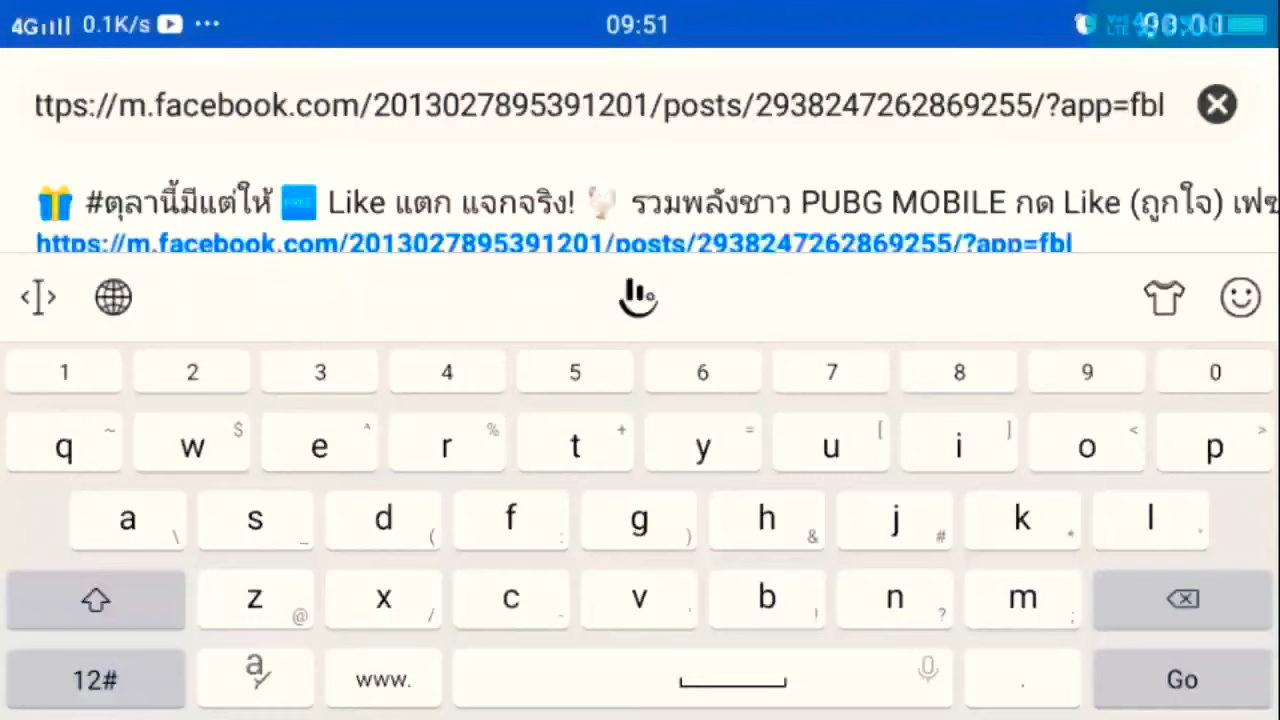 4G 0.1K/s ··· 09:51
ttps://m.facebook.com/2013027895391201/posts/2938247262869255/?app=fbl
#ตุลานี้มีแต่ให้ FREE Like แตก แจกจริง! รวมพลังชาว PUBG MOBILE กด Like (ถูกใจ) เฟซ
https://m.facebook.com/2013027895391201/posts/2938247262869255/?app=fbl
1 2 3 4 5 6 7 8 9 0
q ~ w $ e ^ r % t + y = u [ i ] o < p >
a \ s _ d ( f : g ) h & j # k * l '
z @ x / c - v ' b ! n ? m ;
12# a www. . Go